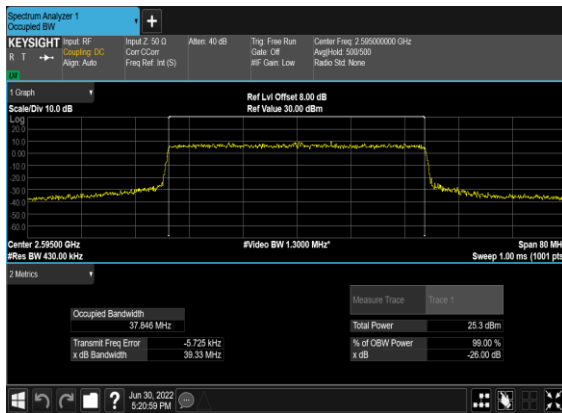 Spectrum Analyzer 1
Occupied BW
KEYSIGHT Input: RF Input Z: 50 Ω Atten: 40 dB Trig: Free Run Center Freq: 2.595000000 GHz
R T Coupling: DC Corr CCorr Gate: Off Avg|Hold: 500/500
Align: Auto Freq Ref: Int (S) #IF Gain: Low Radio Std: None
1 Graph
Ref Lvl Offset 8.00 dB
Scale/Div 10.0 dB Ref Value 30.00 dBm
Log
20.0
10.0
0.00
-10.0
-20.0
-30.0
-40.0
-50.0
-60.0
Center 2.59500 GHz #Video BW 1.3000 MHz* Span 80 MH
#Res BW 430.00 kHz Sweep 1.00 ms (1001 pts
2 Metrics
Measure Trace Trace 1
Occupied Bandwidth
37.846 MHz Total Power 25.3 dBm
Transmit Freq Error -5.725 kHz % of OBW Power 99.00 %
x dB Bandwidth 39.33 MHz x dB -26.00 dB
? Jun 30, 2022
5:20:59 PM